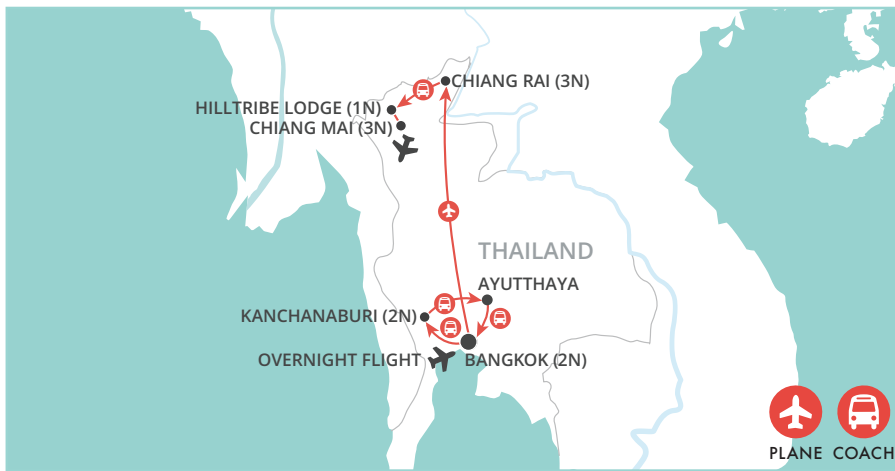 CHIANG RAI (3N)
HILLTRIBE LODGE (1N)
CHIANG MAI (3N)
THAILAND
AYUTTHAYA
KANCHANABURI (2N)
OVERNIGHT FLIGHT
BANGKOK (2N)
PLANE COACH